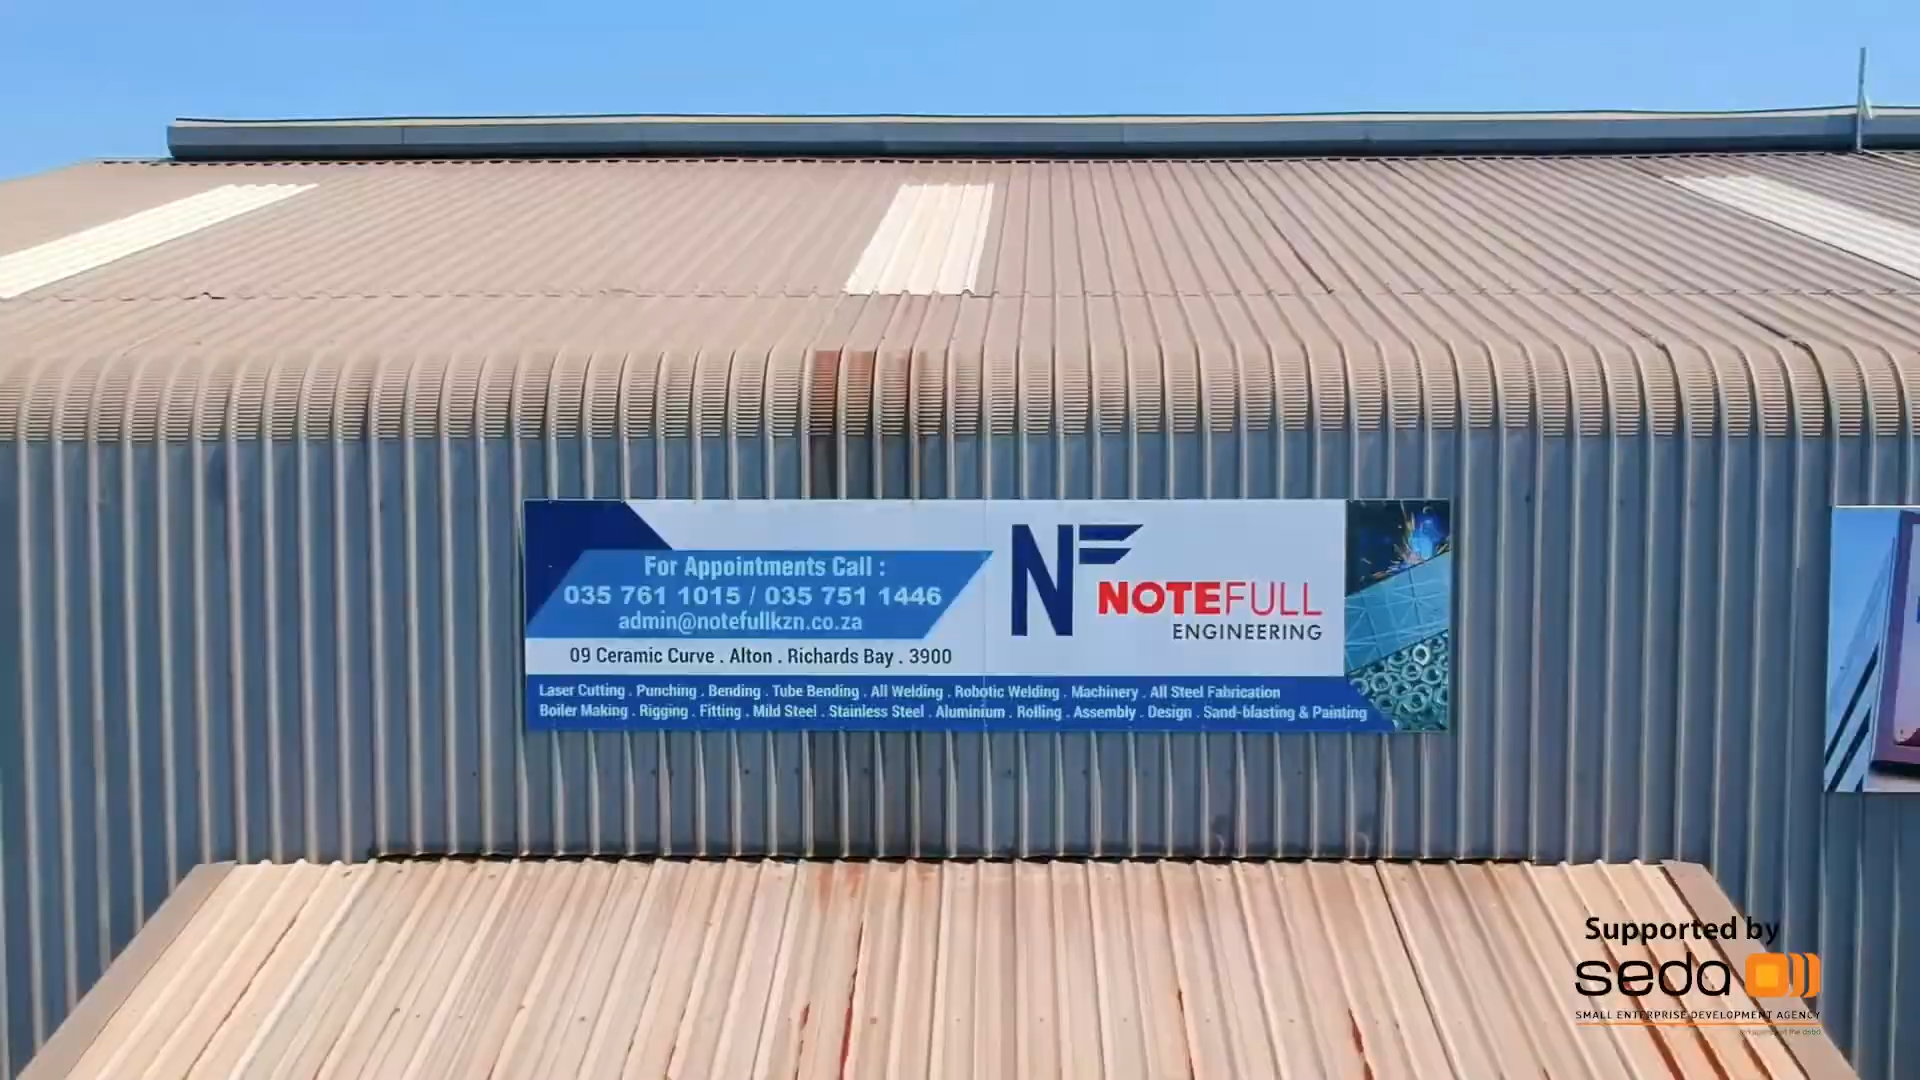 For Appointments Call :
035 761 1015 / 035 751 1446
admin@notefullkzn.co.za
09 Ceramic Curve . Alton . Richards Bay . 3900
NF
NOTEFULL
ENGINEERING
Laser Cutting . Punching . Bending . Tube Bending . All Welding . Robotic Welding . Machinery . All Steel Fabrication
Boiler Making . Rigging . Fitting . Mild Steel . Stainless Steel . Aluminium . Rolling . Assembly . Design . Sand-blasting & Painting
Supported by
seda
SMALL ENTERPRISE DEVELOPMENT AGENCY